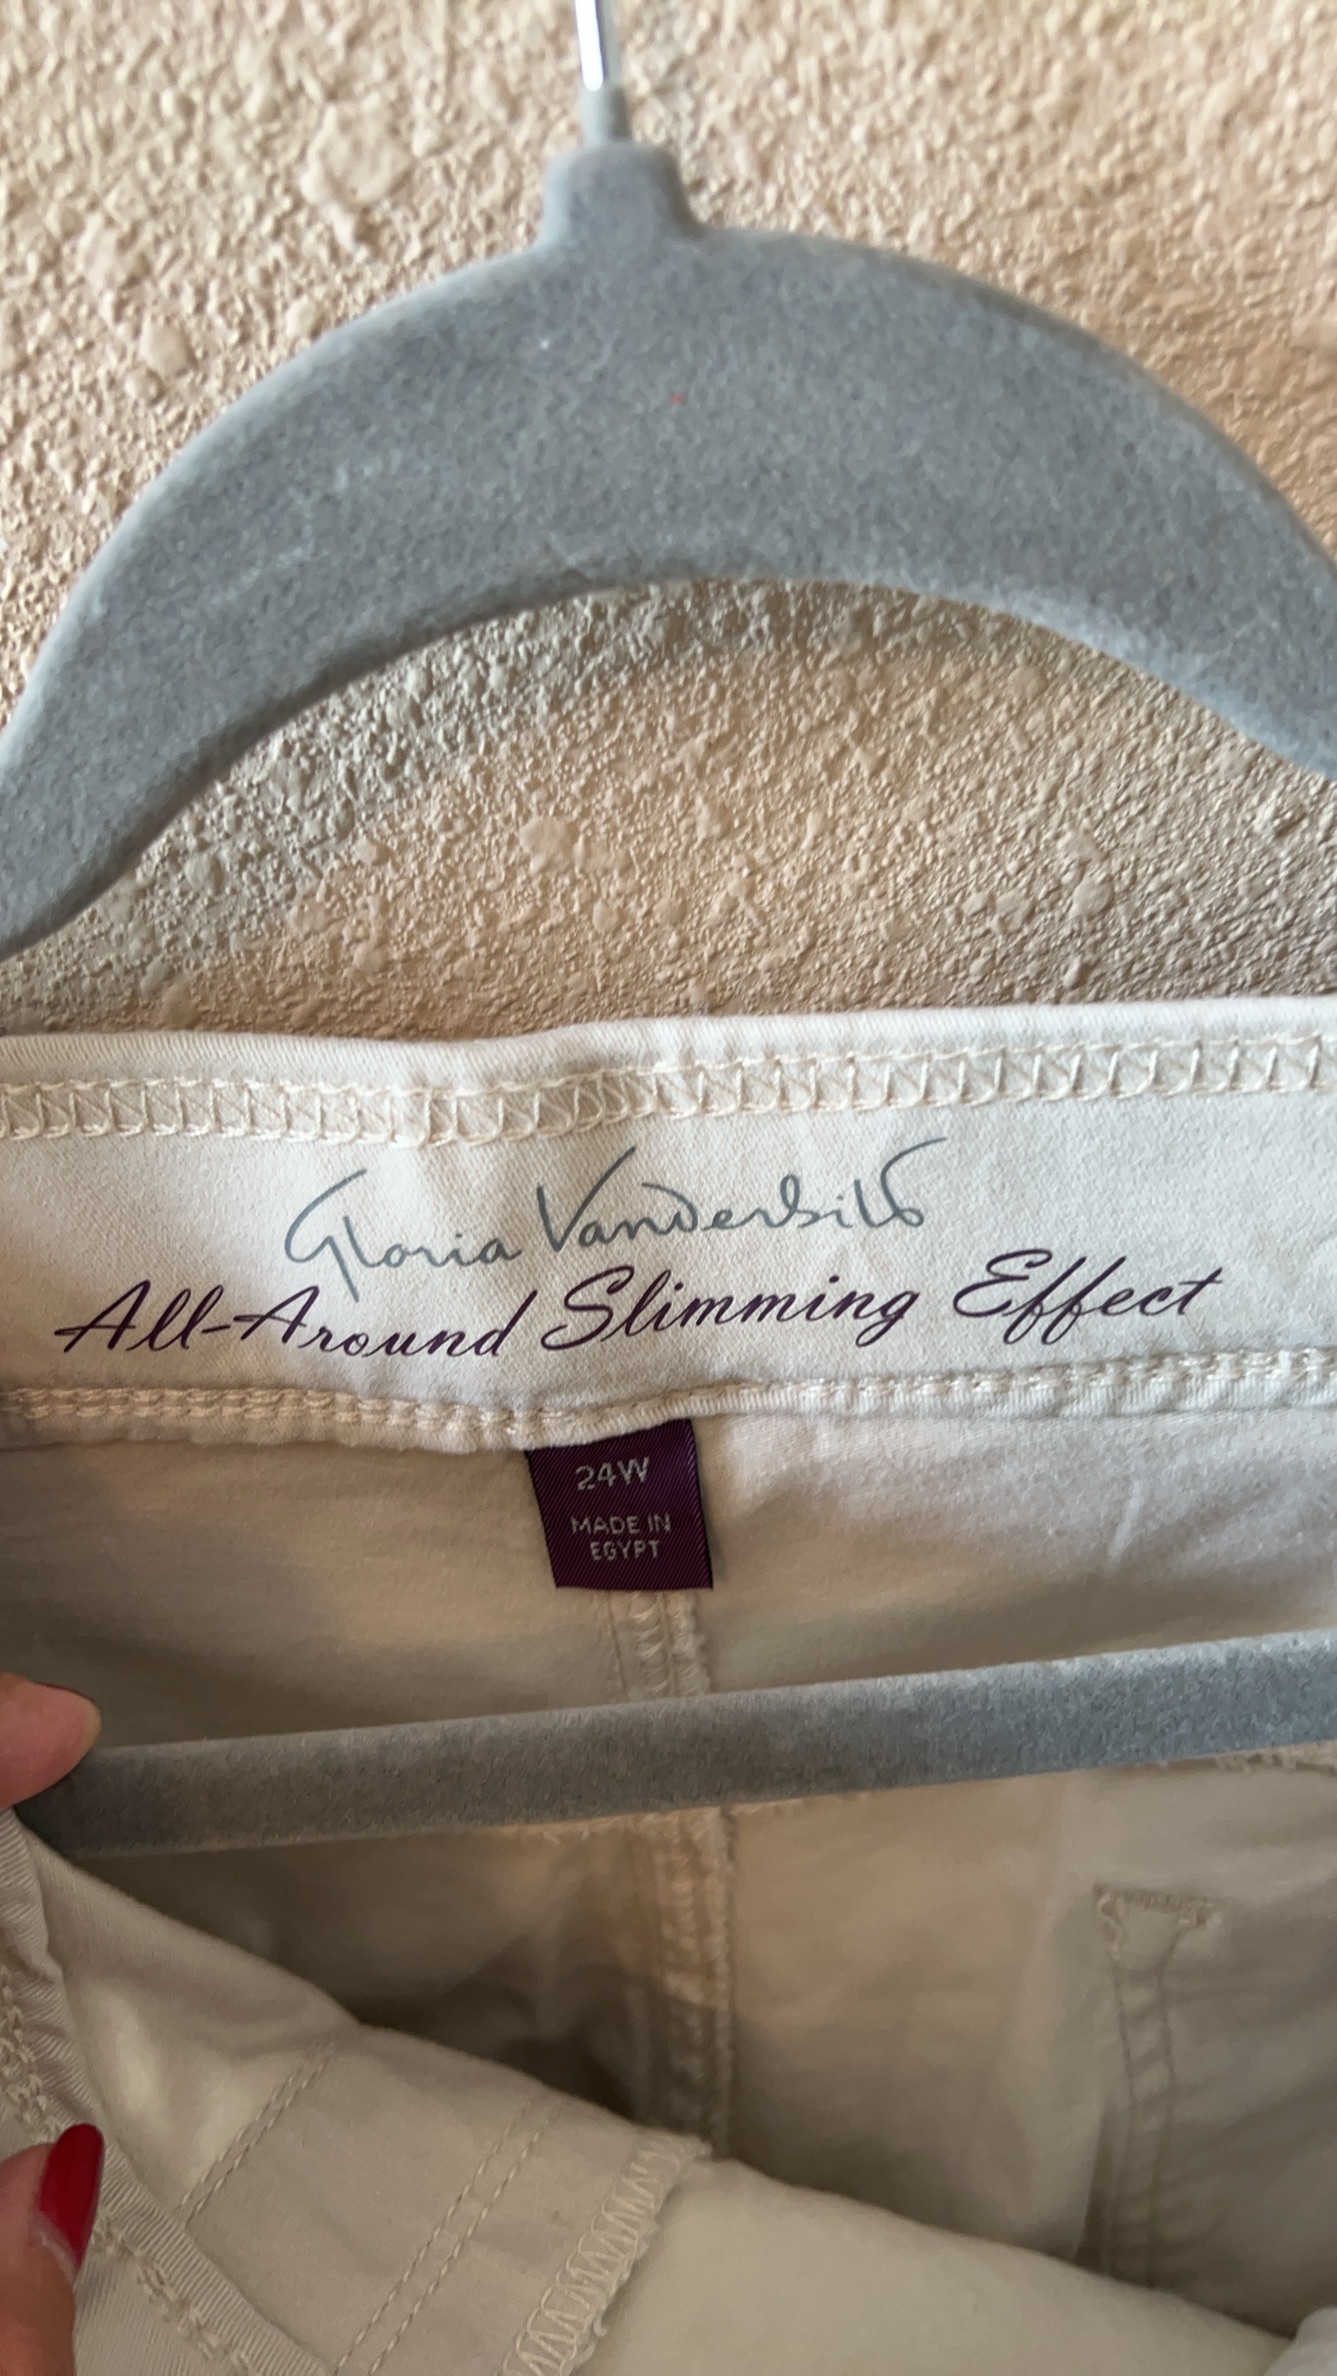 Gloria Vanderbilt
All-Around Slimming Effect
24W
MADE IN
EGYPT